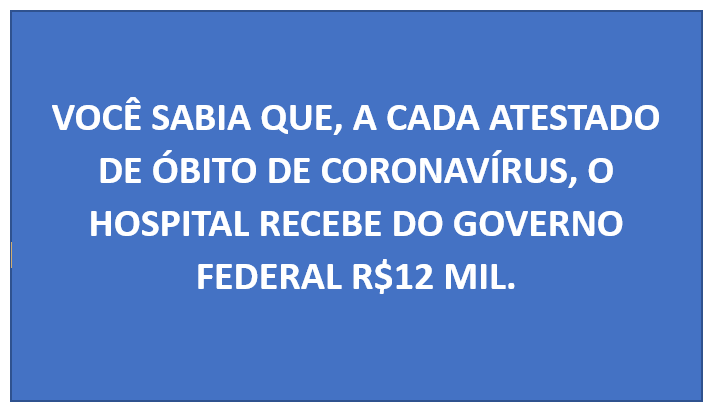 VOCÊ SABIA QUE, A CADA ATESTADO
DE ÓBITO DE CORONAVÍRUS, O
HOSPITAL RECEBE DO GOVERNO
FEDERAL R$12 MIL.